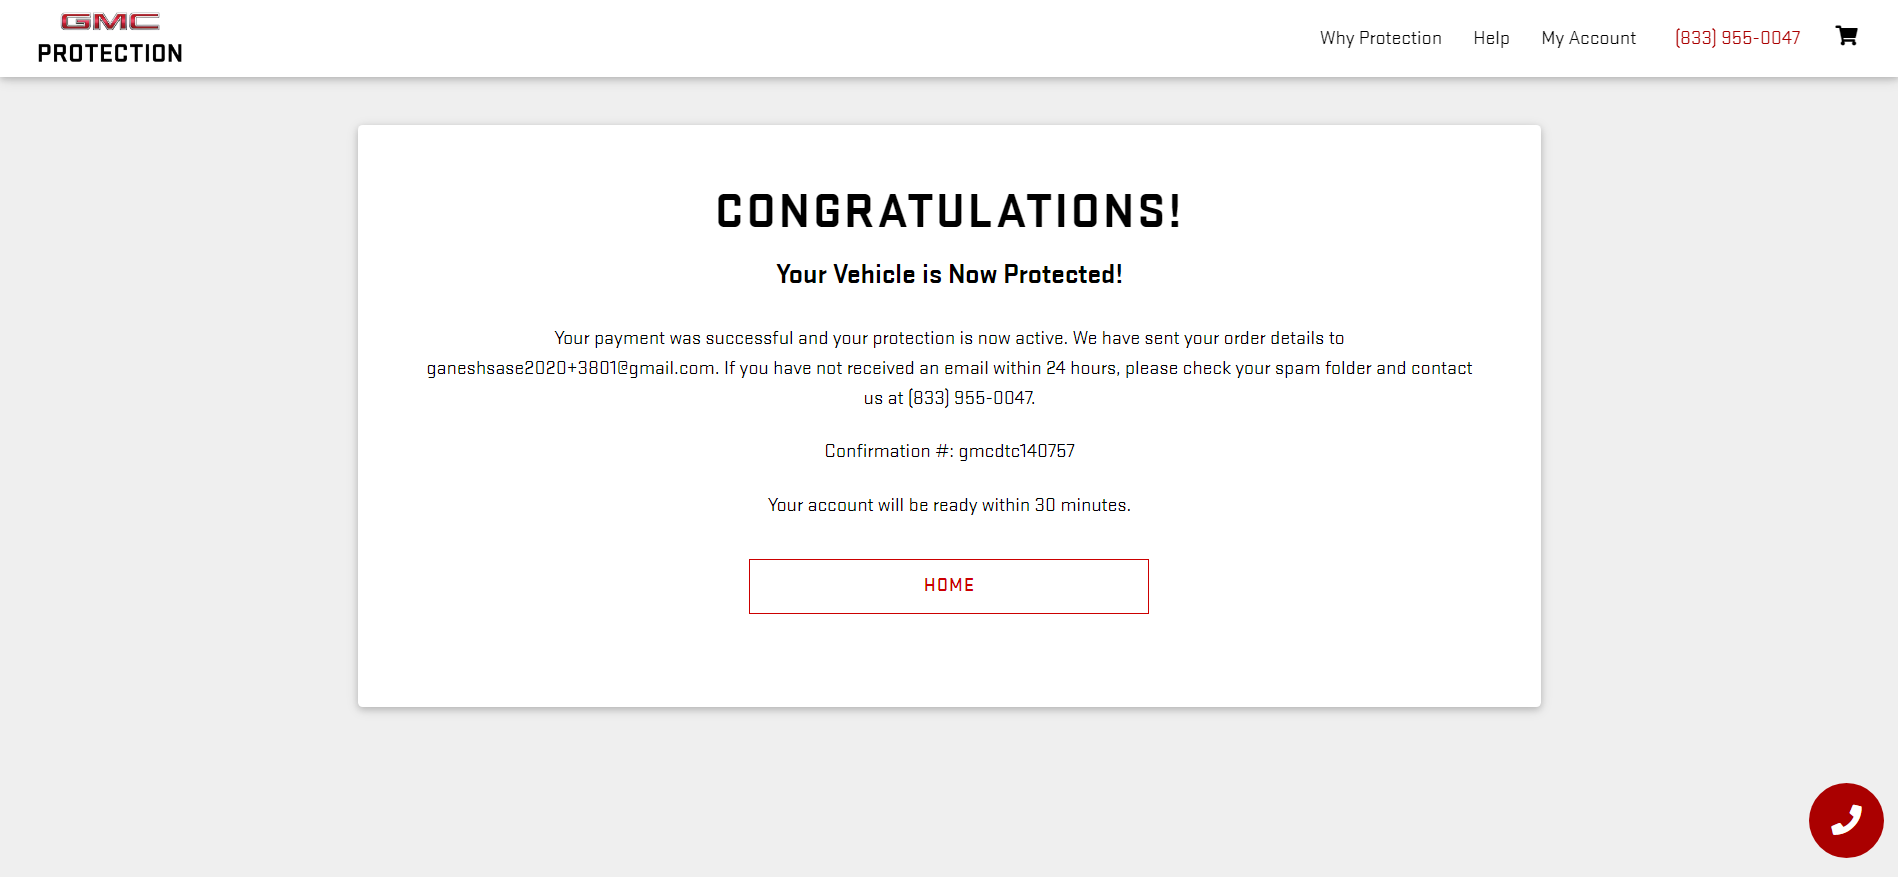 GMC
PROTECTION
Why Protection
Help
My Account
(833) 955-0047
CONGRATULATIONS!
Your Vehicle is Now Protected!
Your payment was successful and your protection is now active. We have sent your order details to
ganeshsase2020+3801@gmail.com. If you have not received an email within 24 hours, please check your spam folder and contact
us at (833) 955-0047.
Confirmation #: gmcdtc140757
Your account will be ready within 30 minutes.
HOME